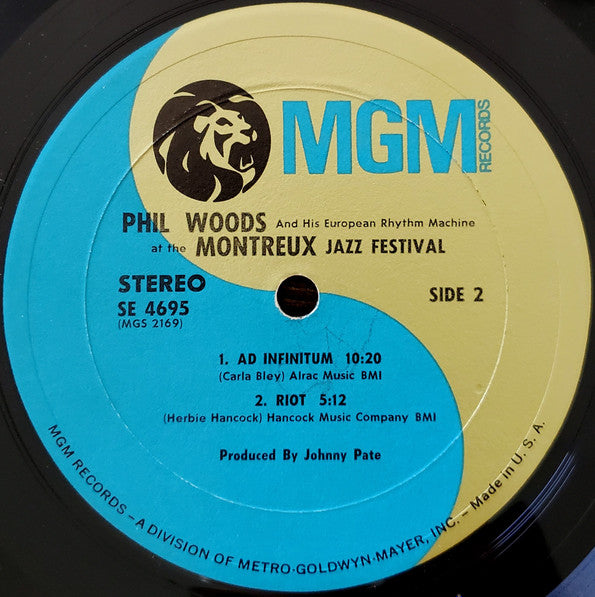 MGM
RECORDS
PHIL WOODS And His European Rhythm Machine
at the MONTREUX JAZZ FESTIVAL
STEREO
SE 4695
(MGS 2169)
SIDE 2
1. AD INFINITUM 10:20
(Carla Bley) Alrac Music BMI
2. RIOT 5:12
(Herbie Hancock) Hancock Music Company BMI
Produced By Johnny Pate
MGM RECORDS – A DIVISION OF METRO·GOLDWYN·MAYER, INC. – Made in U. S. A.